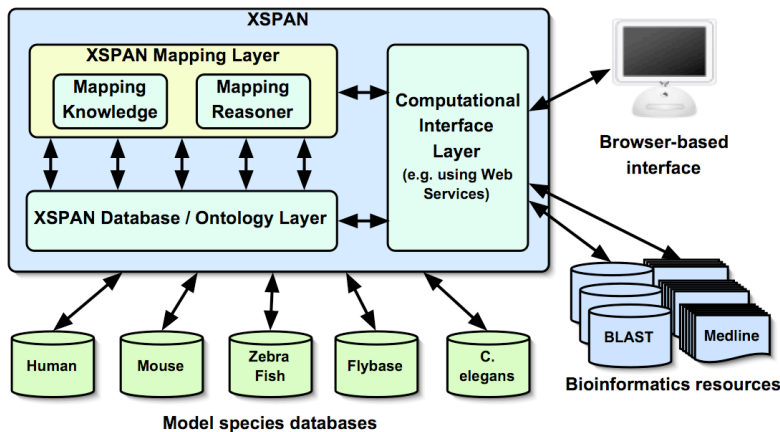 XSPAN
XSPAN Mapping Layer
Mapping
Knowledge
Mapping
Reasoner
Computational
Interface
Layer
(e.g. using Web
Services)
XSPAN Database / Ontology Layer
Browser-based
interface
Human
Mouse
Zebra
Fish
Flybase
C.
elegans
Model species databases
BLAST
Medline
Bioinformatics resources